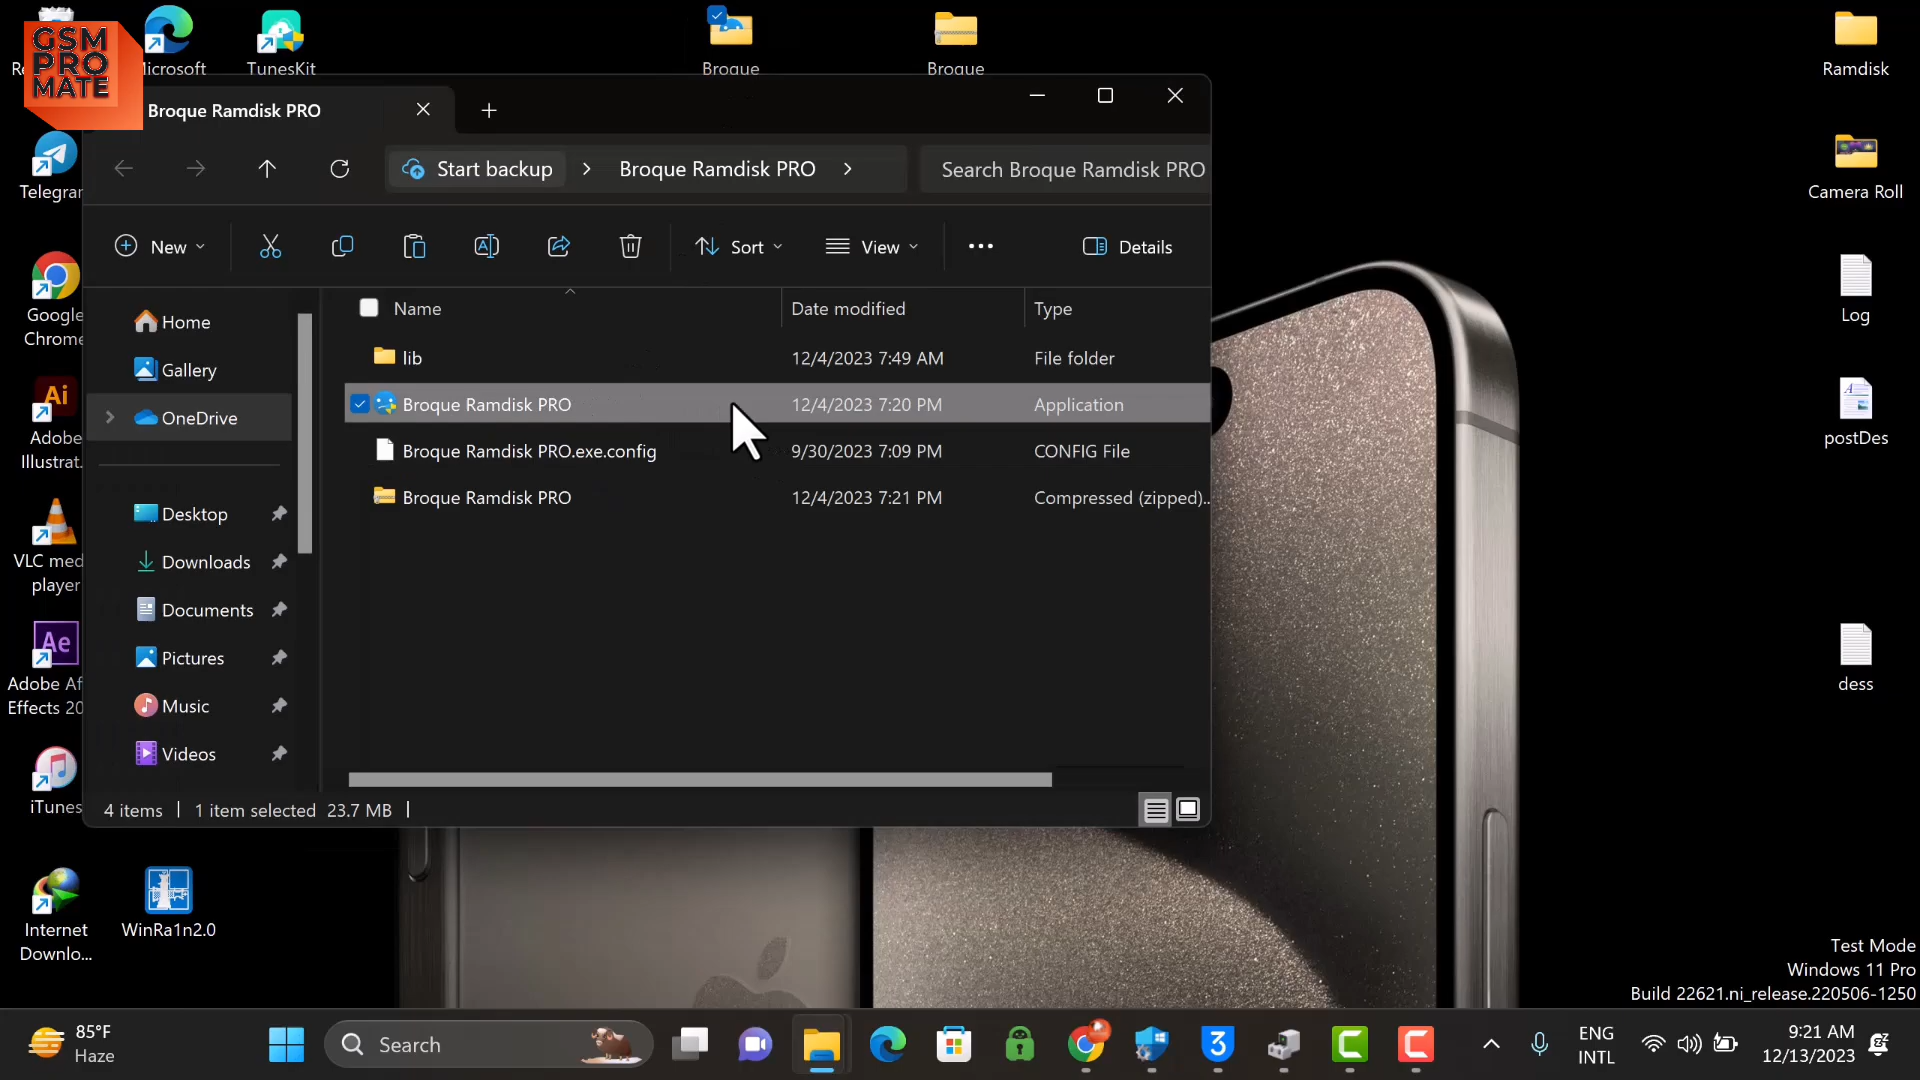 GSM
PRO
MATE
Re
Microsoft
TunesKit
Broque
Broque
Ramdisk
Broque Ramdisk PRO
Start backup
Broque Ramdisk PRO
Search Broque Ramdisk PRO
New
Sort
View
Details
Name
Date modified
Type
lib
12/4/2023 7:49 AM
File folder
Broque Ramdisk PRO
12/4/2023 7:20 PM
Application
Broque Ramdisk PRO.exe.config
9/30/2023 7:09 PM
CONFIG File
Broque Ramdisk PRO
12/4/2023 7:21 PM
Compressed (zipped)...
Home
Gallery
OneDrive
Desktop
Downloads
Documents
Pictures
Music
Videos
4 items
1 item selected 23.7 MB
Telegram
Google
Chrome
Ai
Adobe
Illustrat...
VLC med
player
Ae
Adobe Af
Effects 20
iTunes
Internet
Downlo...
WinRa1n2.0
Camera Roll
Log
postDes
dess
Test Mode
Windows 11 Pro
Build 22621.ni_release.220506-1250
85°F
Haze
Search
3
C
C
ENG
INTL
9:21 AM
12/13/2023